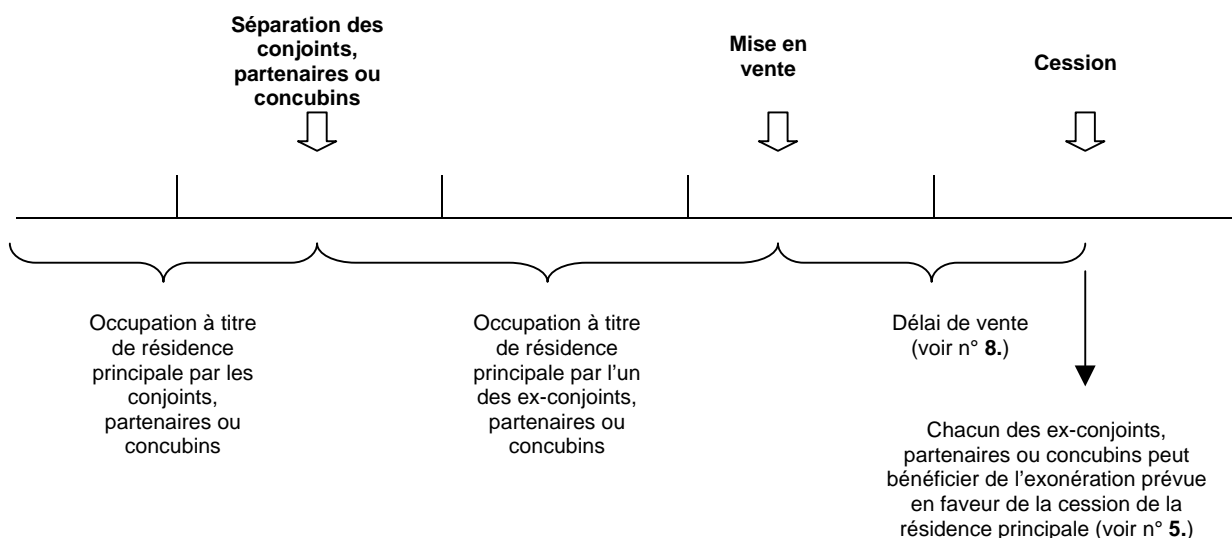 Séparation des
conjoints,
partenaires ou
concubins
Mise en
vente
Cession
Occupation à titre
de résidence
principale par les
conjoints,
partenaires ou
concubins
Occupation à titre
de résidence
principale par l'un
des ex-conjoints,
partenaires ou
concubins
Délai de vente
(voir n° 8.)
Chacun des ex-conjoints,
partenaires ou concubins peut
bénéficier de l'exonération prévue
en faveur de la cession de la
résidence principale (voir n° 5.)